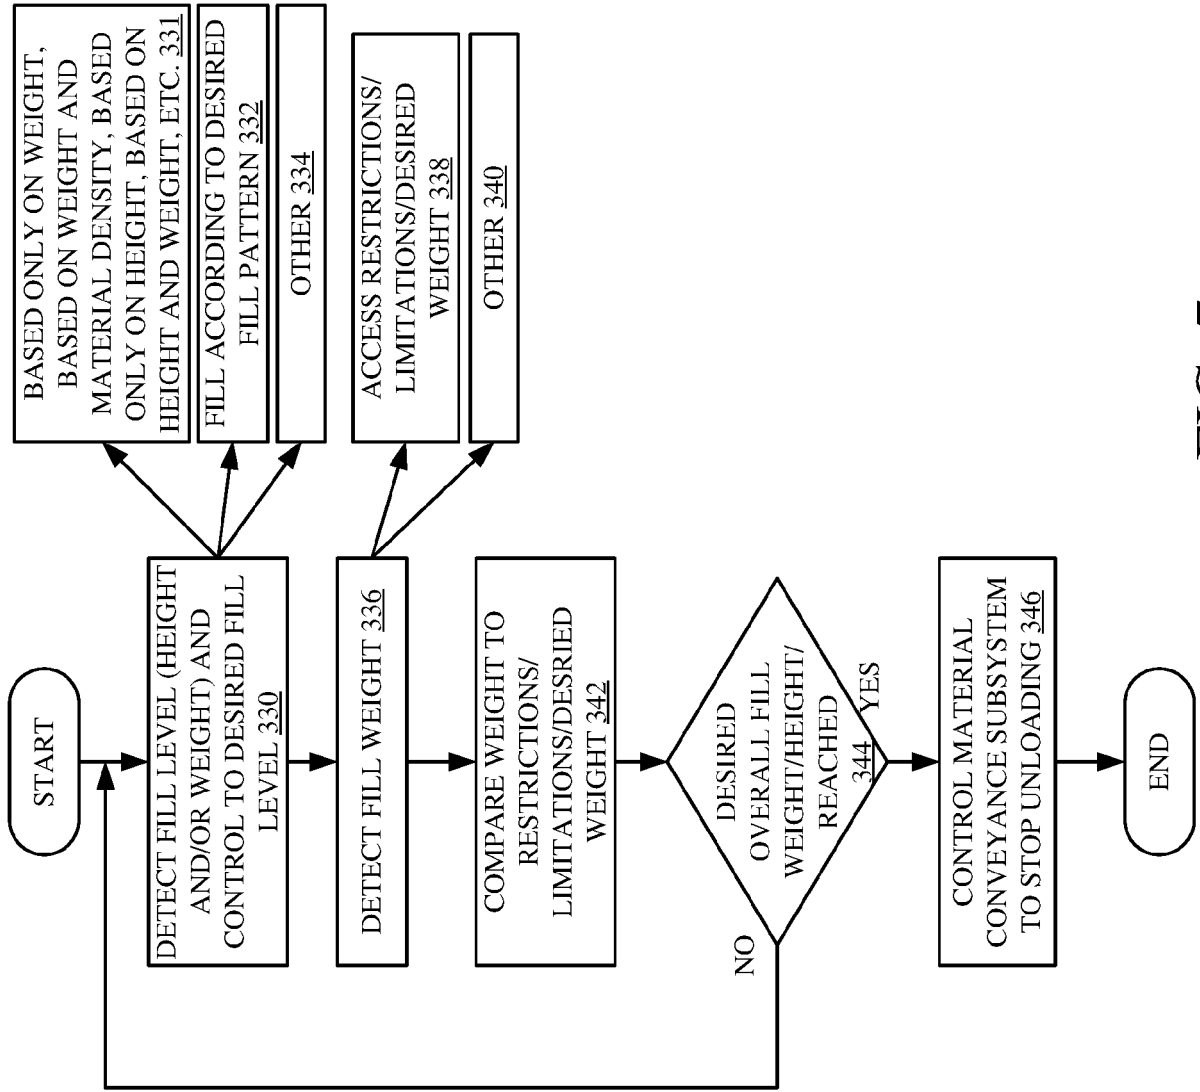 START
DETECT FILL LEVEL (HEIGHT
AND/OR WEIGHT) AND
CONTROL TO DESIRED FILL
LEVEL 330
BASED ONLY ON WEIGHT,
BASED ON WEIGHT AND
MATERIAL DENSITY, BASED
ONLY ON HEIGHT, BASED ON
HEIGHT AND WEIGHT, ETC. 331
FILL ACCORDING TO DESIRED
FILL PATTERN 332
OTHER 334
DETECT FILL WEIGHT 336
ACCESS RESTRICTIONS/
LIMITATIONS/DESIRED
WEIGHT 338
OTHER 340
COMPARE WEIGHT TO
RESTRICTIONS/
LIMITATIONS/DESRIED
WEIGHT 342
DESIRED
OVERALL FILL
WEIGHT/HEIGHT/
REACHED
344
NO
YES
CONTROL MATERIAL
CONVEYANCE SUBSYSTEM
TO STOP UNLOADING 346
END